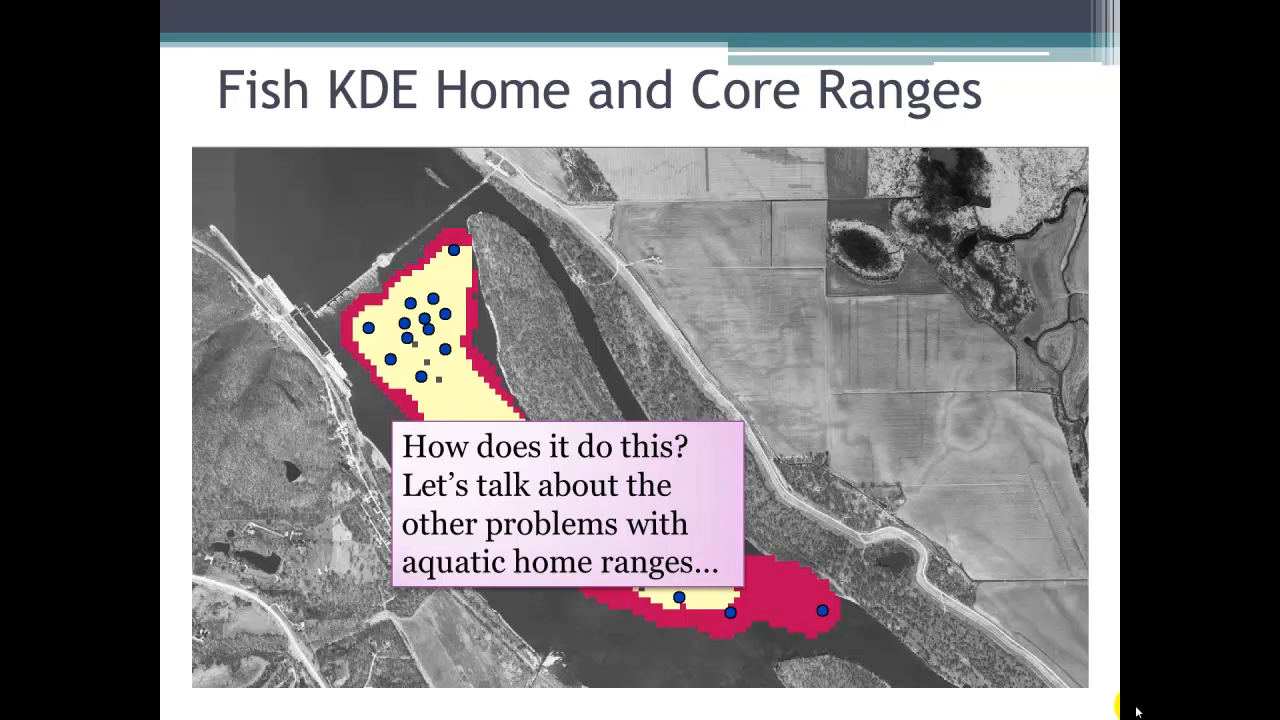 Fish KDE Home and Core Ranges
How does it do this?
Let’s talk about the
other problems with
aquatic home ranges…